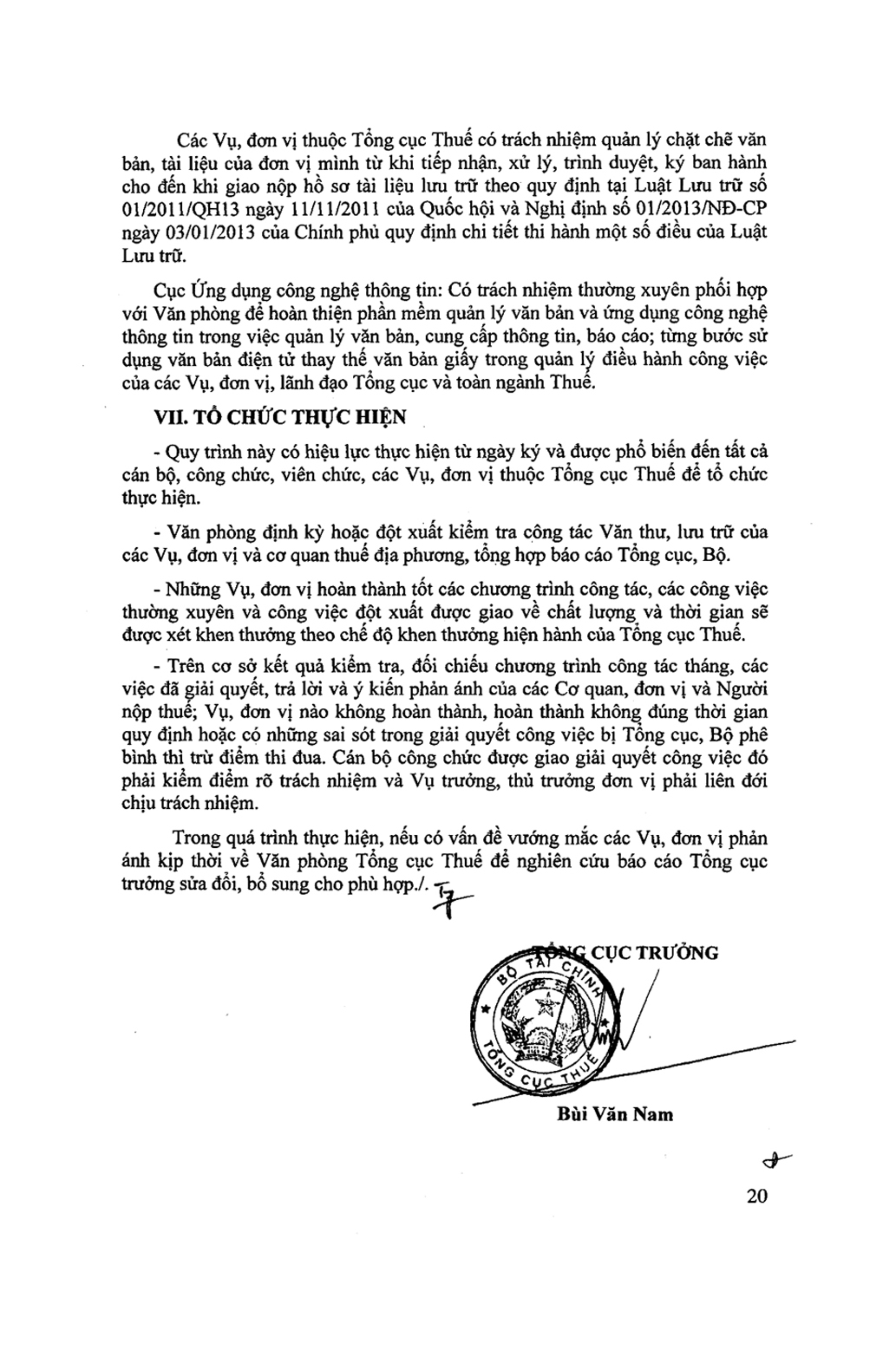 Các Vụ, đơn vị thuộc Tổng cục Thuế có trách nhiệm quản lý chặt chẽ văn
bản, tài liệu của đơn vị mình từ khi tiếp nhận, xử lý, trình duyệt, ký ban hành
cho đến khi giao nộp hồ sơ tài liệu lưu trữ theo quy định tại Luật Lưu trữ số
01/2011/QH13 ngày 11/11/2011 của Quốc hội và Nghị định số 01/2013/NĐ-CP
ngày 03/01/2013 của Chính phủ quy định chi tiết thi hành một số điều của Luật
Lưu trữ.
Cục Ứng dụng công nghệ thông tin: Có trách nhiệm thường xuyên phối hợp
với Văn phòng để hoàn thiện phần mềm quản lý văn bản và ứng dụng công nghệ
thông tin trong việc quản lý văn bản, cung cấp thông tin, báo cáo; từng bước sử
dụng văn bản điện tử thay thế văn bản giấy trong quản lý điều hành công việc
của các Vụ, đơn vị, lãnh đạo Tổng cục và toàn ngành Thuế.
VII. TỔ CHỨC THỰC HIỆN
- Quy trình này có hiệu lực thực hiện từ ngày ký và được phổ biến đến tất cả
cán bộ, công chức, viên chức, các Vụ, đơn vị thuộc Tổng cục Thuế để tổ chức
thực hiện.
- Văn phòng định kỳ hoặc đột xuất kiểm tra công tác Văn thư, lưu trữ của
các Vụ, đơn vị và cơ quan thuế địa phương, tổng hợp báo cáo Tổng cục, Bộ.
- Những Vụ, đơn vị hoàn thành tốt các chương trình công tác, các công việc
thường xuyên và công việc đột xuất được giao về chất lượng và thời gian sẽ
được xét khen thưởng theo chế độ khen thưởng hiện hành của Tổng cục Thuế.
- Trên cơ sở kết quả kiểm tra, đối chiếu chương trình công tác tháng, các
việc đã giải quyết, trả lời và ý kiến phản ánh của các Cơ quan, đơn vị và Người
nộp thuế; Vụ, đơn vị nào không hoàn thành, hoàn thành không đúng thời gian
quy định hoặc có những sai sót trong giải quyết công việc bị Tổng cục, Bộ phê
bình thì trừ điểm thi đua. Cán bộ công chức được giao giải quyết công việc đó
phải kiểm điểm rõ trách nhiệm và Vụ trưởng, thủ trưởng đơn vị phải liên đới
chịu trách nhiệm.
Trong quá trình thực hiện, nếu có vấn đề vướng mắc các Vụ, đơn vị phản
ánh kịp thời về Văn phòng Tổng cục Thuế để nghiên cứu báo cáo Tổng cục
trưởng sửa đổi, bổ sung cho phù hợp./.
TỔNG CỤC TRƯỞNG
BỘ TÀI CHÍNH
TỔNG CỤC THUẾ
Bùi Văn Nam
20